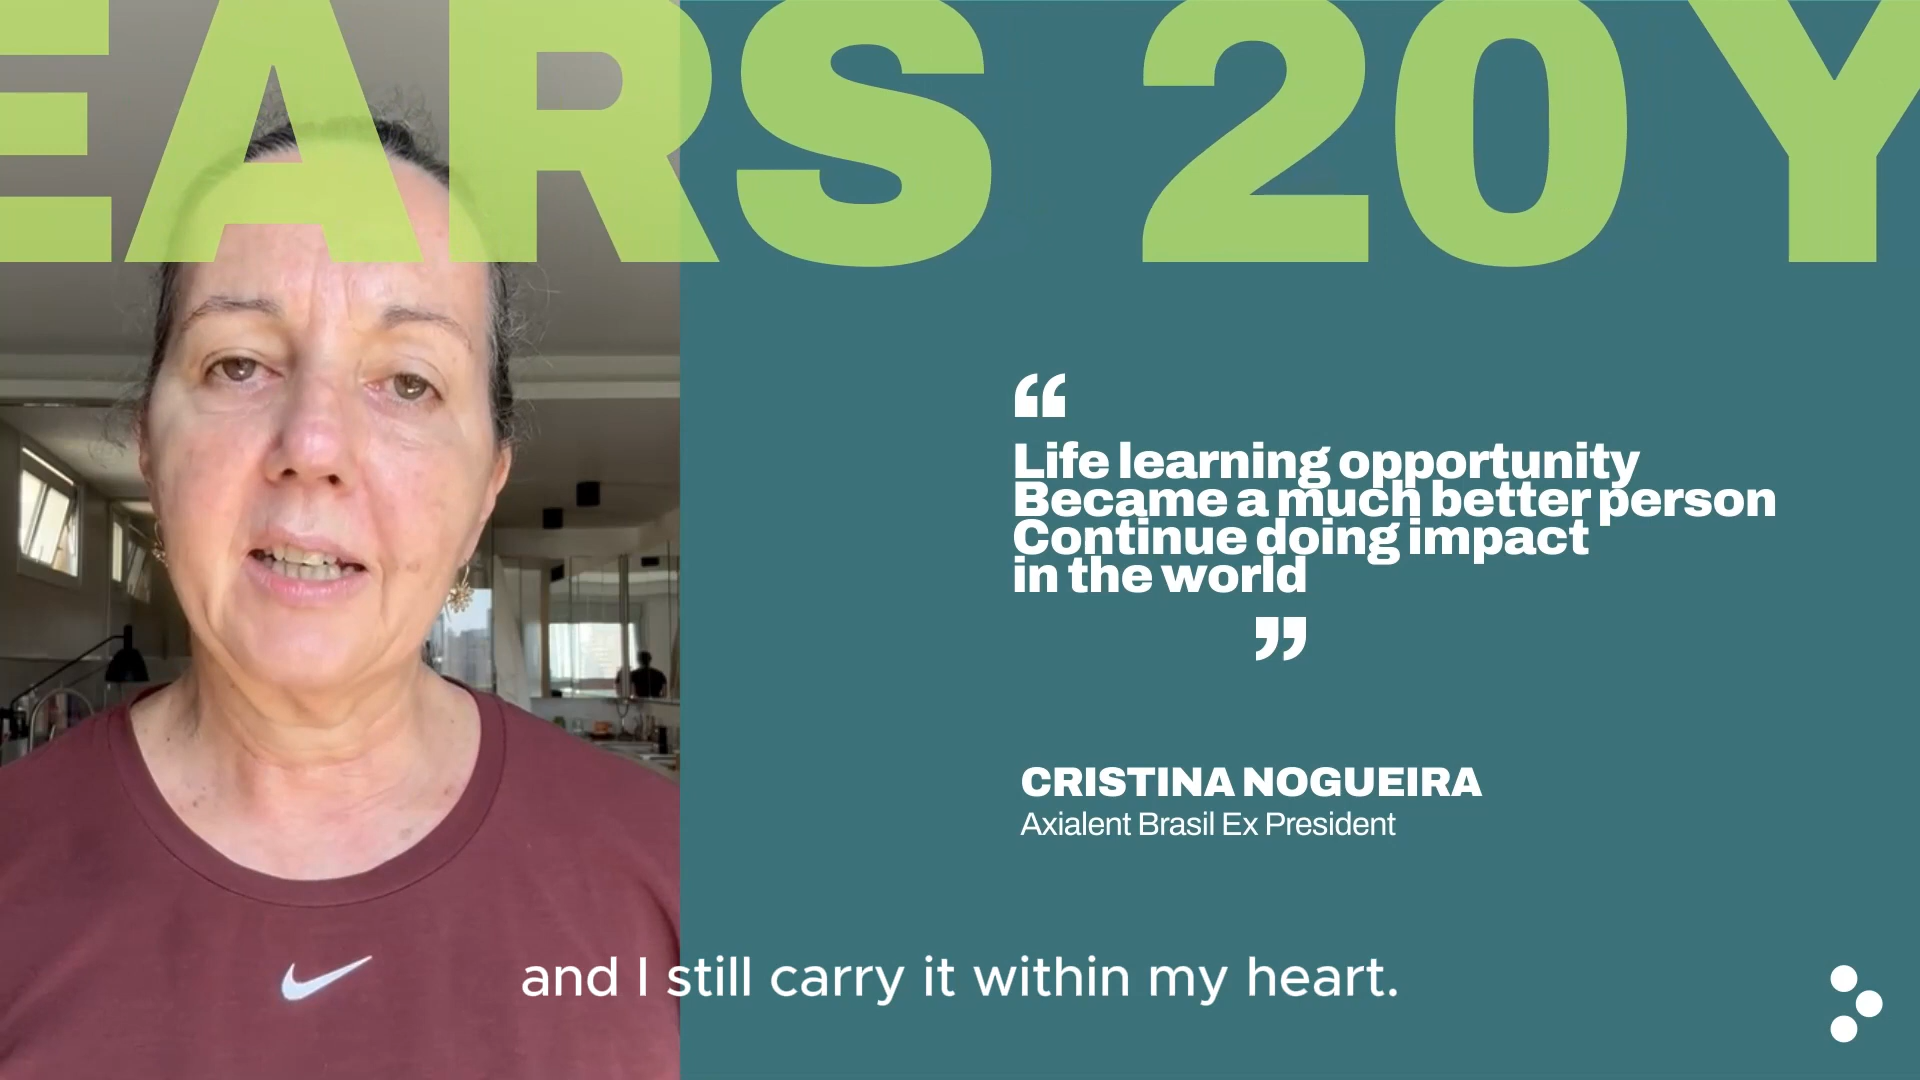 EARS 20Y
“
Life learning opportunity
Became a much better person
Continue doing impact
in the world
”
CRISTINA NOGUEIRA
Axialent Brasil Ex President
and I still carry it within my heart.